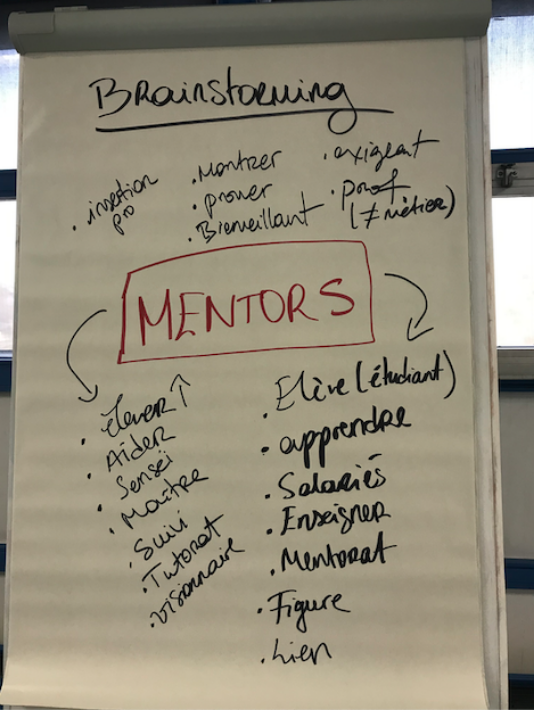 Brainstorming
. insertion
pro
. Montrer
. proner
. Bienveillant
. exigeant
. prof
(≠ métier)
MENTORS
. élever ↑
. Aider
. Sensei
. Maître
. Suivi
. Tutorat
. visionnaire
. Elève (étudiant)
. apprendre
. Salariés
. Enseigner
. Mentorat
. Figure
. Lien